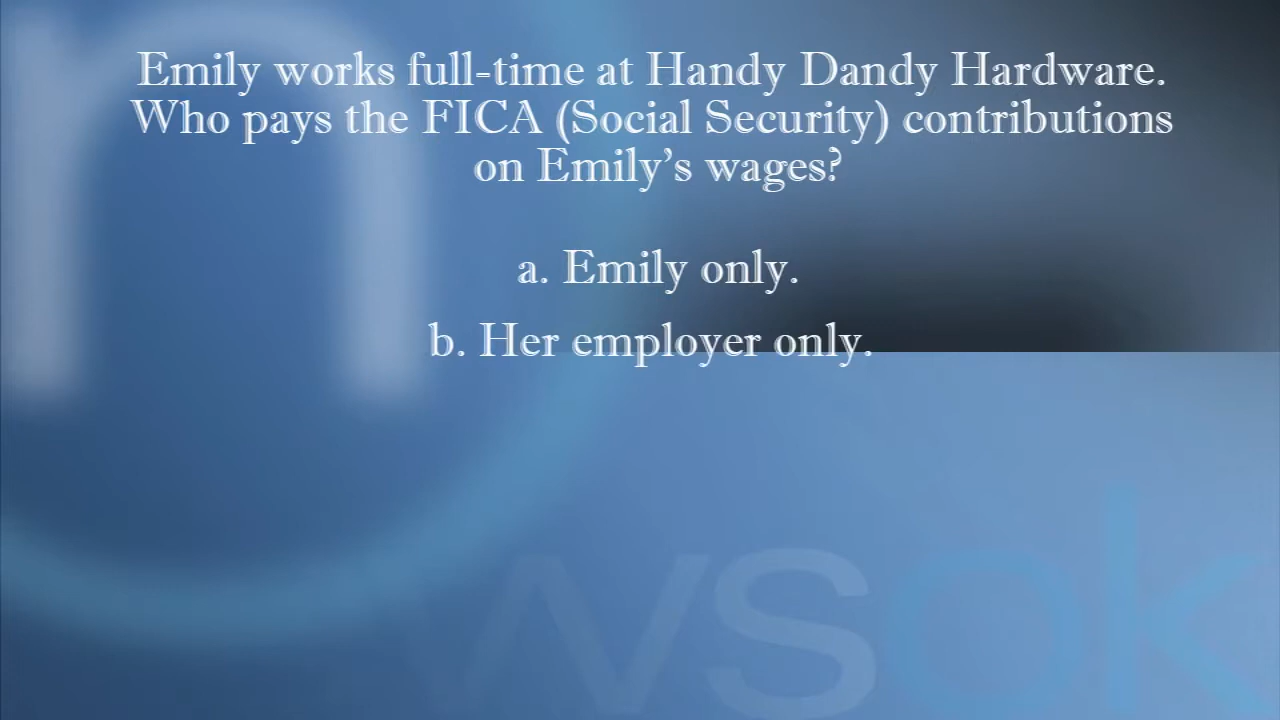 Emily works full-time at Handy Dandy Hardware.
Who pays the FICA (Social Security) contributions
on Emily’s wages?
a. Emily only.
b. Her employer only.
n
wsok